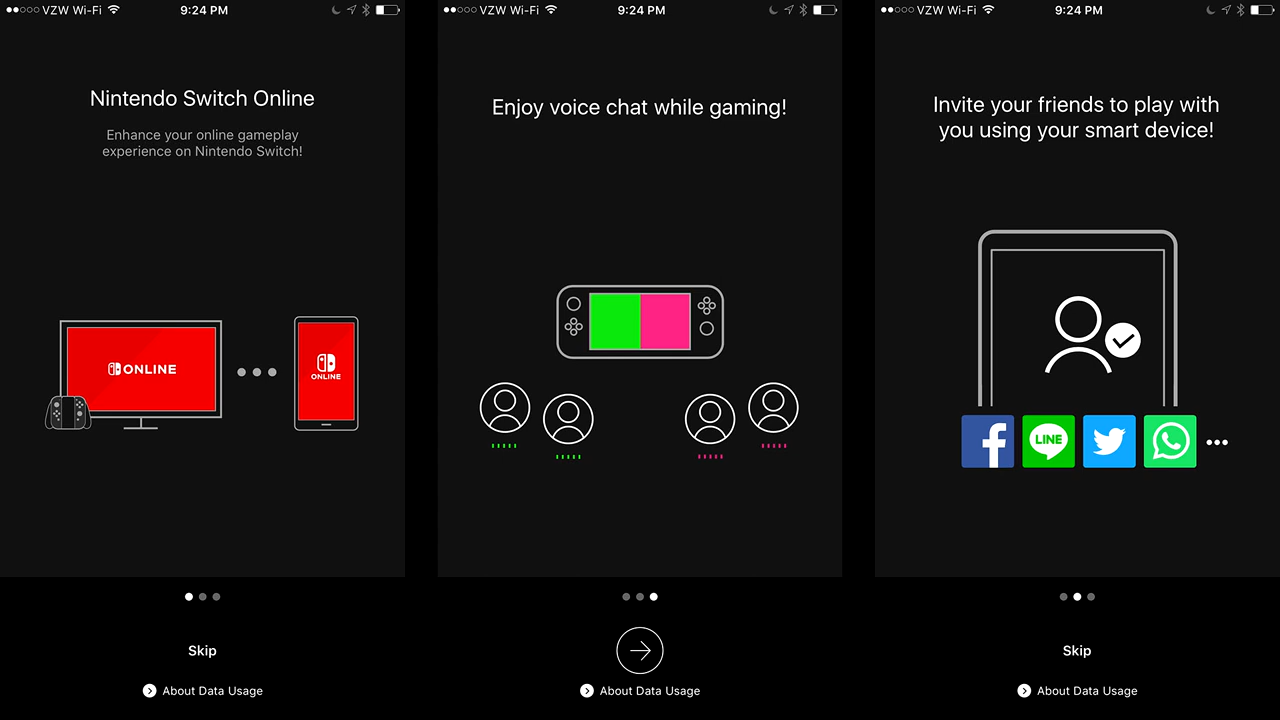 VZW Wi-Fi 9:24 PM
Nintendo Switch Online
Enhance your online gameplay
experience on Nintendo Switch!
ONLINE
ONLINE
Skip
About Data Usage
VZW Wi-Fi 9:24 PM
Enjoy voice chat while gaming!
About Data Usage
VZW Wi-Fi 9:24 PM
Invite your friends to play with
you using your smart device!
f
LINE
Skip
About Data Usage